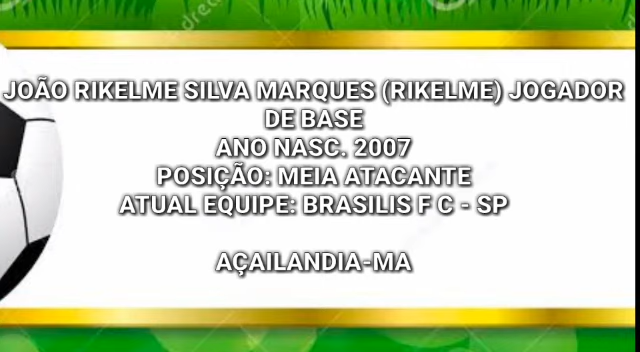 JOÃO RIKELME SILVA MARQUES (RIKELME) JOGADOR
DE BASE
ANO NASC. 2007
POSIÇÃO: MEIA ATACANTE
ATUAL EQUIPE: BRASILIS F C - SP
AÇAILANDIA-MA